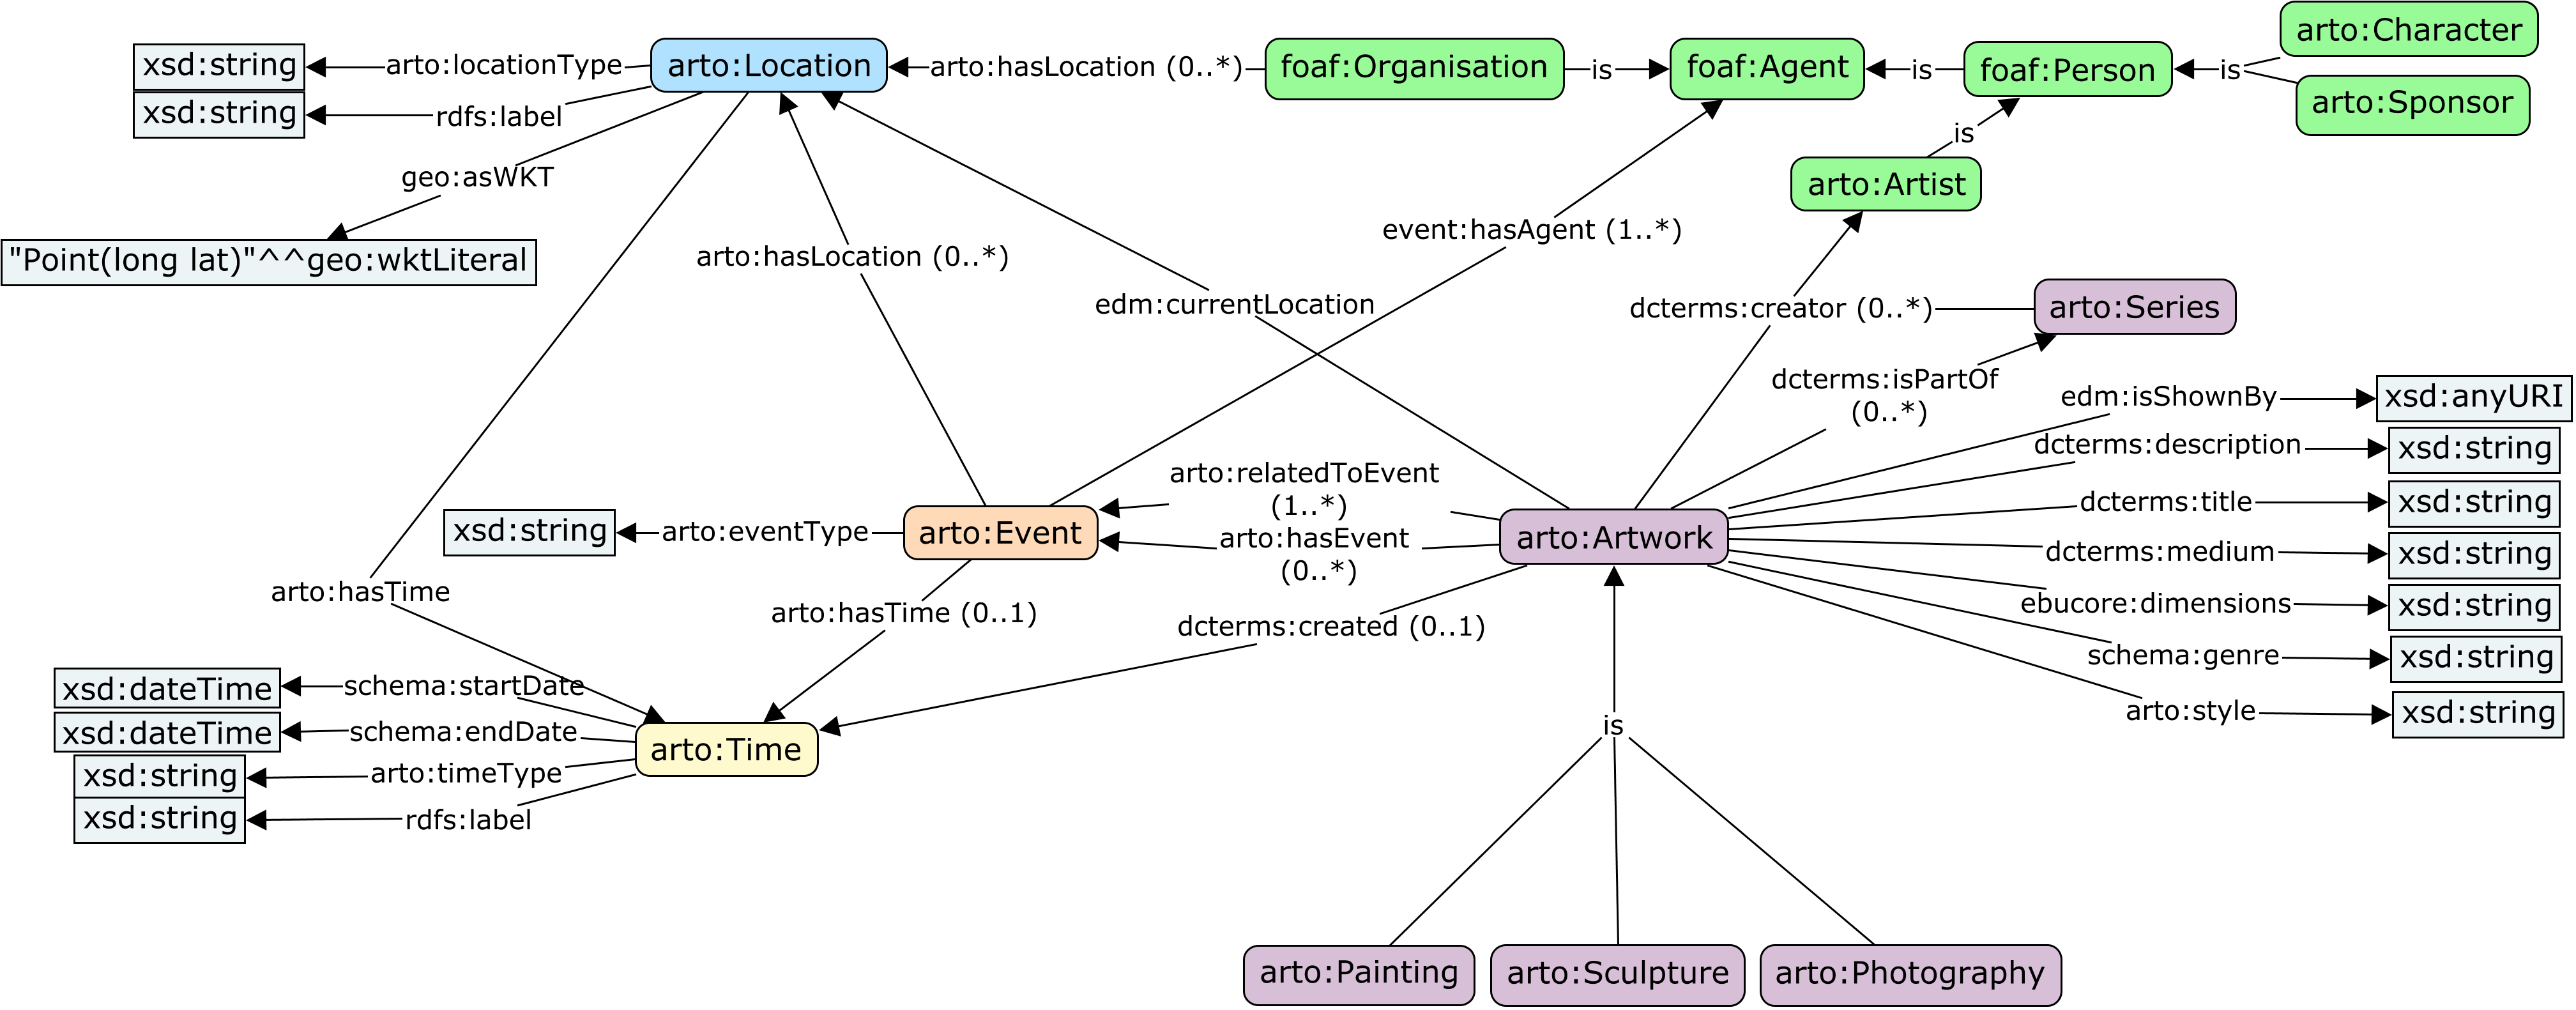 arto:Character
xsd:string
arto:locationType
arto:Location
arto:hasLocation (0..*)
foaf:Organisation
is
foaf:Agent
is
foaf:Person
is
arto:Sponsor
xsd:string
rdfs:label
is
geo:asWKT
arto:Artist
"Point(long lat)"^^geo:wktLiteral
arto:hasLocation (0..*)
event:hasAgent (1..*)
edm:currentLocation
dcterms:creator (0..*)
arto:Series
dcterms:isPartOf
(0..*)
edm:isShownBy
xsd:anyURI
dcterms:description
xsd:string
arto:relatedToEvent
(1..*)
dcterms:title
xsd:string
xsd:string
arto:eventType
arto:Event
arto:hasEvent
(0..*)
arto:Artwork
dcterms:medium
xsd:string
arto:hasTime
arto:hasTime (0..1)
dcterms:created (0..1)
ebucore:dimensions
xsd:string
schema:genre
xsd:string
xsd:dateTime
schema:startDate
arto:style
xsd:string
xsd:dateTime
schema:endDate
arto:Time
is
xsd:string
arto:timeType
xsd:string
rdfs:label
arto:Painting
arto:Sculpture
arto:Photography